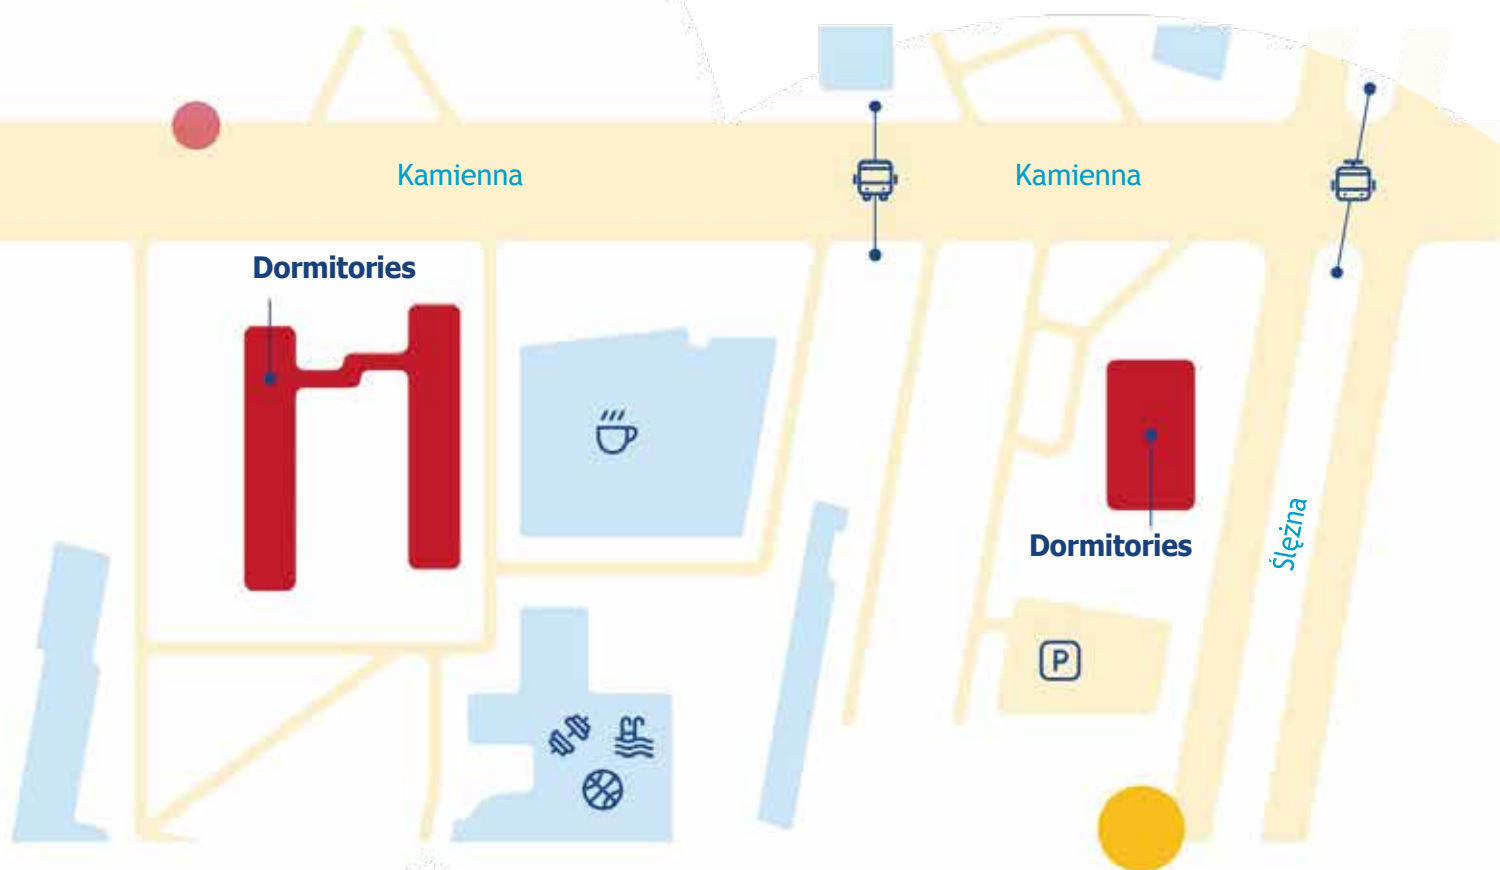 Kamienna
Kamienna
Dormitories
Dormitories
Ślężna
P